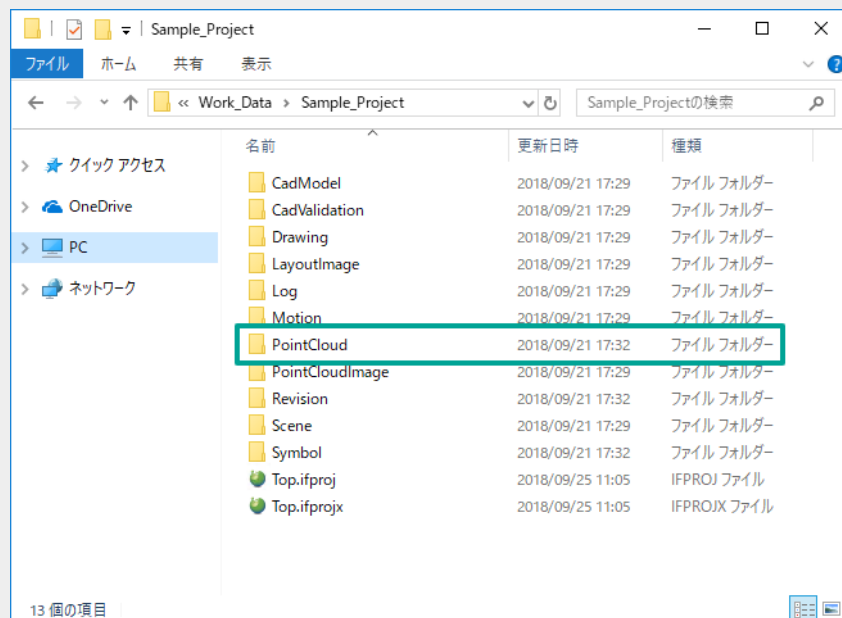 Sample_Project
ファイル ホーム 共有 表示
?
« Work_Data › Sample_Project Sample_Projectの検索
名前 更新日時 種類
クイック アクセス
OneDrive
PC
ネットワーク
CadModel 2018/09/21 17:29 ファイル フォルダー
CadValidation 2018/09/21 17:29 ファイル フォルダー
Drawing 2018/09/21 17:29 ファイル フォルダー
LayoutImage 2018/09/21 17:29 ファイル フォルダー
Log 2018/09/21 17:29 ファイル フォルダー
Motion 2018/09/21 17:29 ファイル フォルダー
PointCloud 2018/09/21 17:32 ファイル フォルダー
PointCloudImage 2018/09/21 17:29 ファイル フォルダー
Revision 2018/09/21 17:32 ファイル フォルダー
Scene 2018/09/21 17:29 ファイル フォルダー
Symbol 2018/09/21 17:32 ファイル フォルダー
Top.ifproj 2018/09/25 11:05 IFPROJ ファイル
Top.ifprojx 2018/09/25 11:05 IFPROJX ファイル
13 個の項目